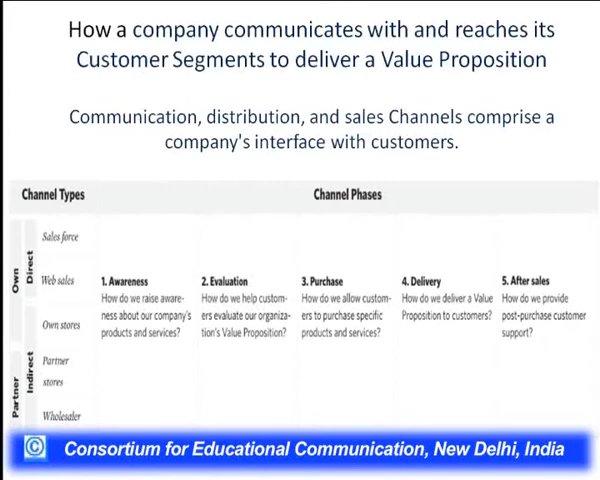 How a company communicates with and reaches its
Customer Segments to deliver a Value Proposition
Communication, distribution, and sales Channels comprise a
company's interface with customers.
Channel Types
Channel Phases
Own
Direct
Sales force
Web sales
Own stores
Partner
Indirect
Partner
stores
Wholesaler
1. Awareness
How do we raise aware-
ness about our company's
products and services?
2. Evaluation
How do we help custom-
ers evaluate our organiza-
tion's Value Proposition?
3. Purchase
How do we allow custom-
ers to purchase specific
products and services?
4. Delivery
How do we deliver a Value
Proposition to customers?
5. After sales
How do we provide
post-purchase customer
support?
© Consortium for Educational Communication, New Delhi, India